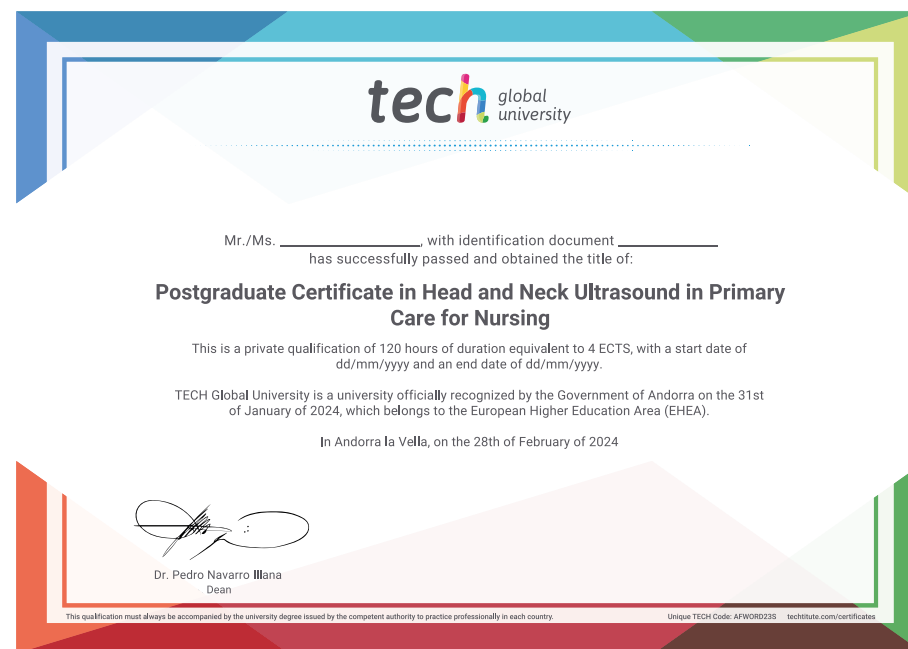 tech global university
Mr./Ms. ____________________, with identification document ______________
has successfully passed and obtained the title of:
Postgraduate Certificate in Head and Neck Ultrasound in Primary
Care for Nursing
This is a private qualification of 120 hours of duration equivalent to 4 ECTS, with a start date of
dd/mm/yyyy and an end date of dd/mm/yyyy.
TECH Global University is a university officially recognized by the Government of Andorra on the 31st
of January of 2024, which belongs to the European Higher Education Area (EHEA).
In Andorra la Vella, on the 28th of February of 2024
Dr. Pedro Navarro Illana
Dean
This qualification must always be accompanied by the university degree issued by the competent authority to practice professionally in each country.
Unique TECH Code: AFWORD23S techtitute.com/certificates